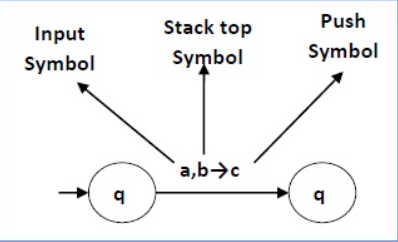 Input
Symbol
Stack top
Symbol
Push
Symbol
a,b→c
q
q